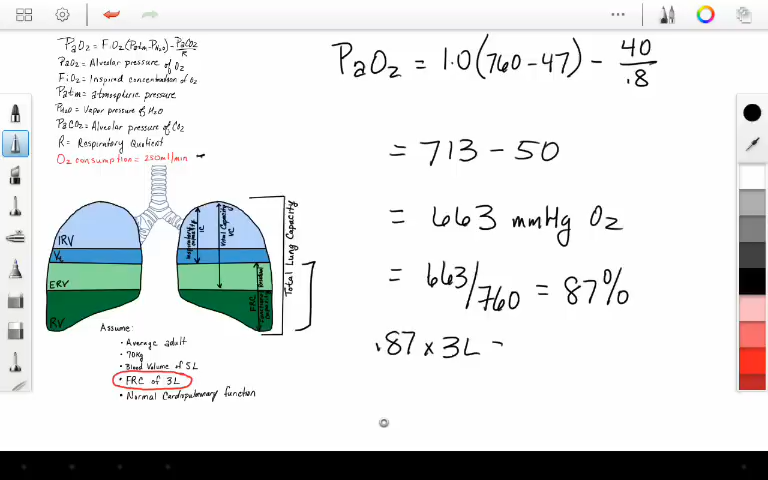 PaO2 = FiO2(Patm-PH2O) - PaCO2/R
PaO2 = Alveolar pressure of O2
FiO2 = Inspired concentration of O2
Patm = atmospheric pressure
PH2O = Vapor pressure of H2O
PaCO2 = Alveolar pressure of CO2
R = Respiratory Quotient
O2 consumption = 250ml/min
IRV
ERV
RV
IC
Vital Capacity
VC
FRC
Total Lung Capacity
Assume:
• Average adult
• 70Kg
• Blood Volume of 5L
• FRC of 3L
• Normal Cardiopulmonary function
PaO2 = 1.0(760-47) - 40/.8
= 713 - 50
= 663 mmHg O2
= 663/760 = 87%
.87 x 3L =